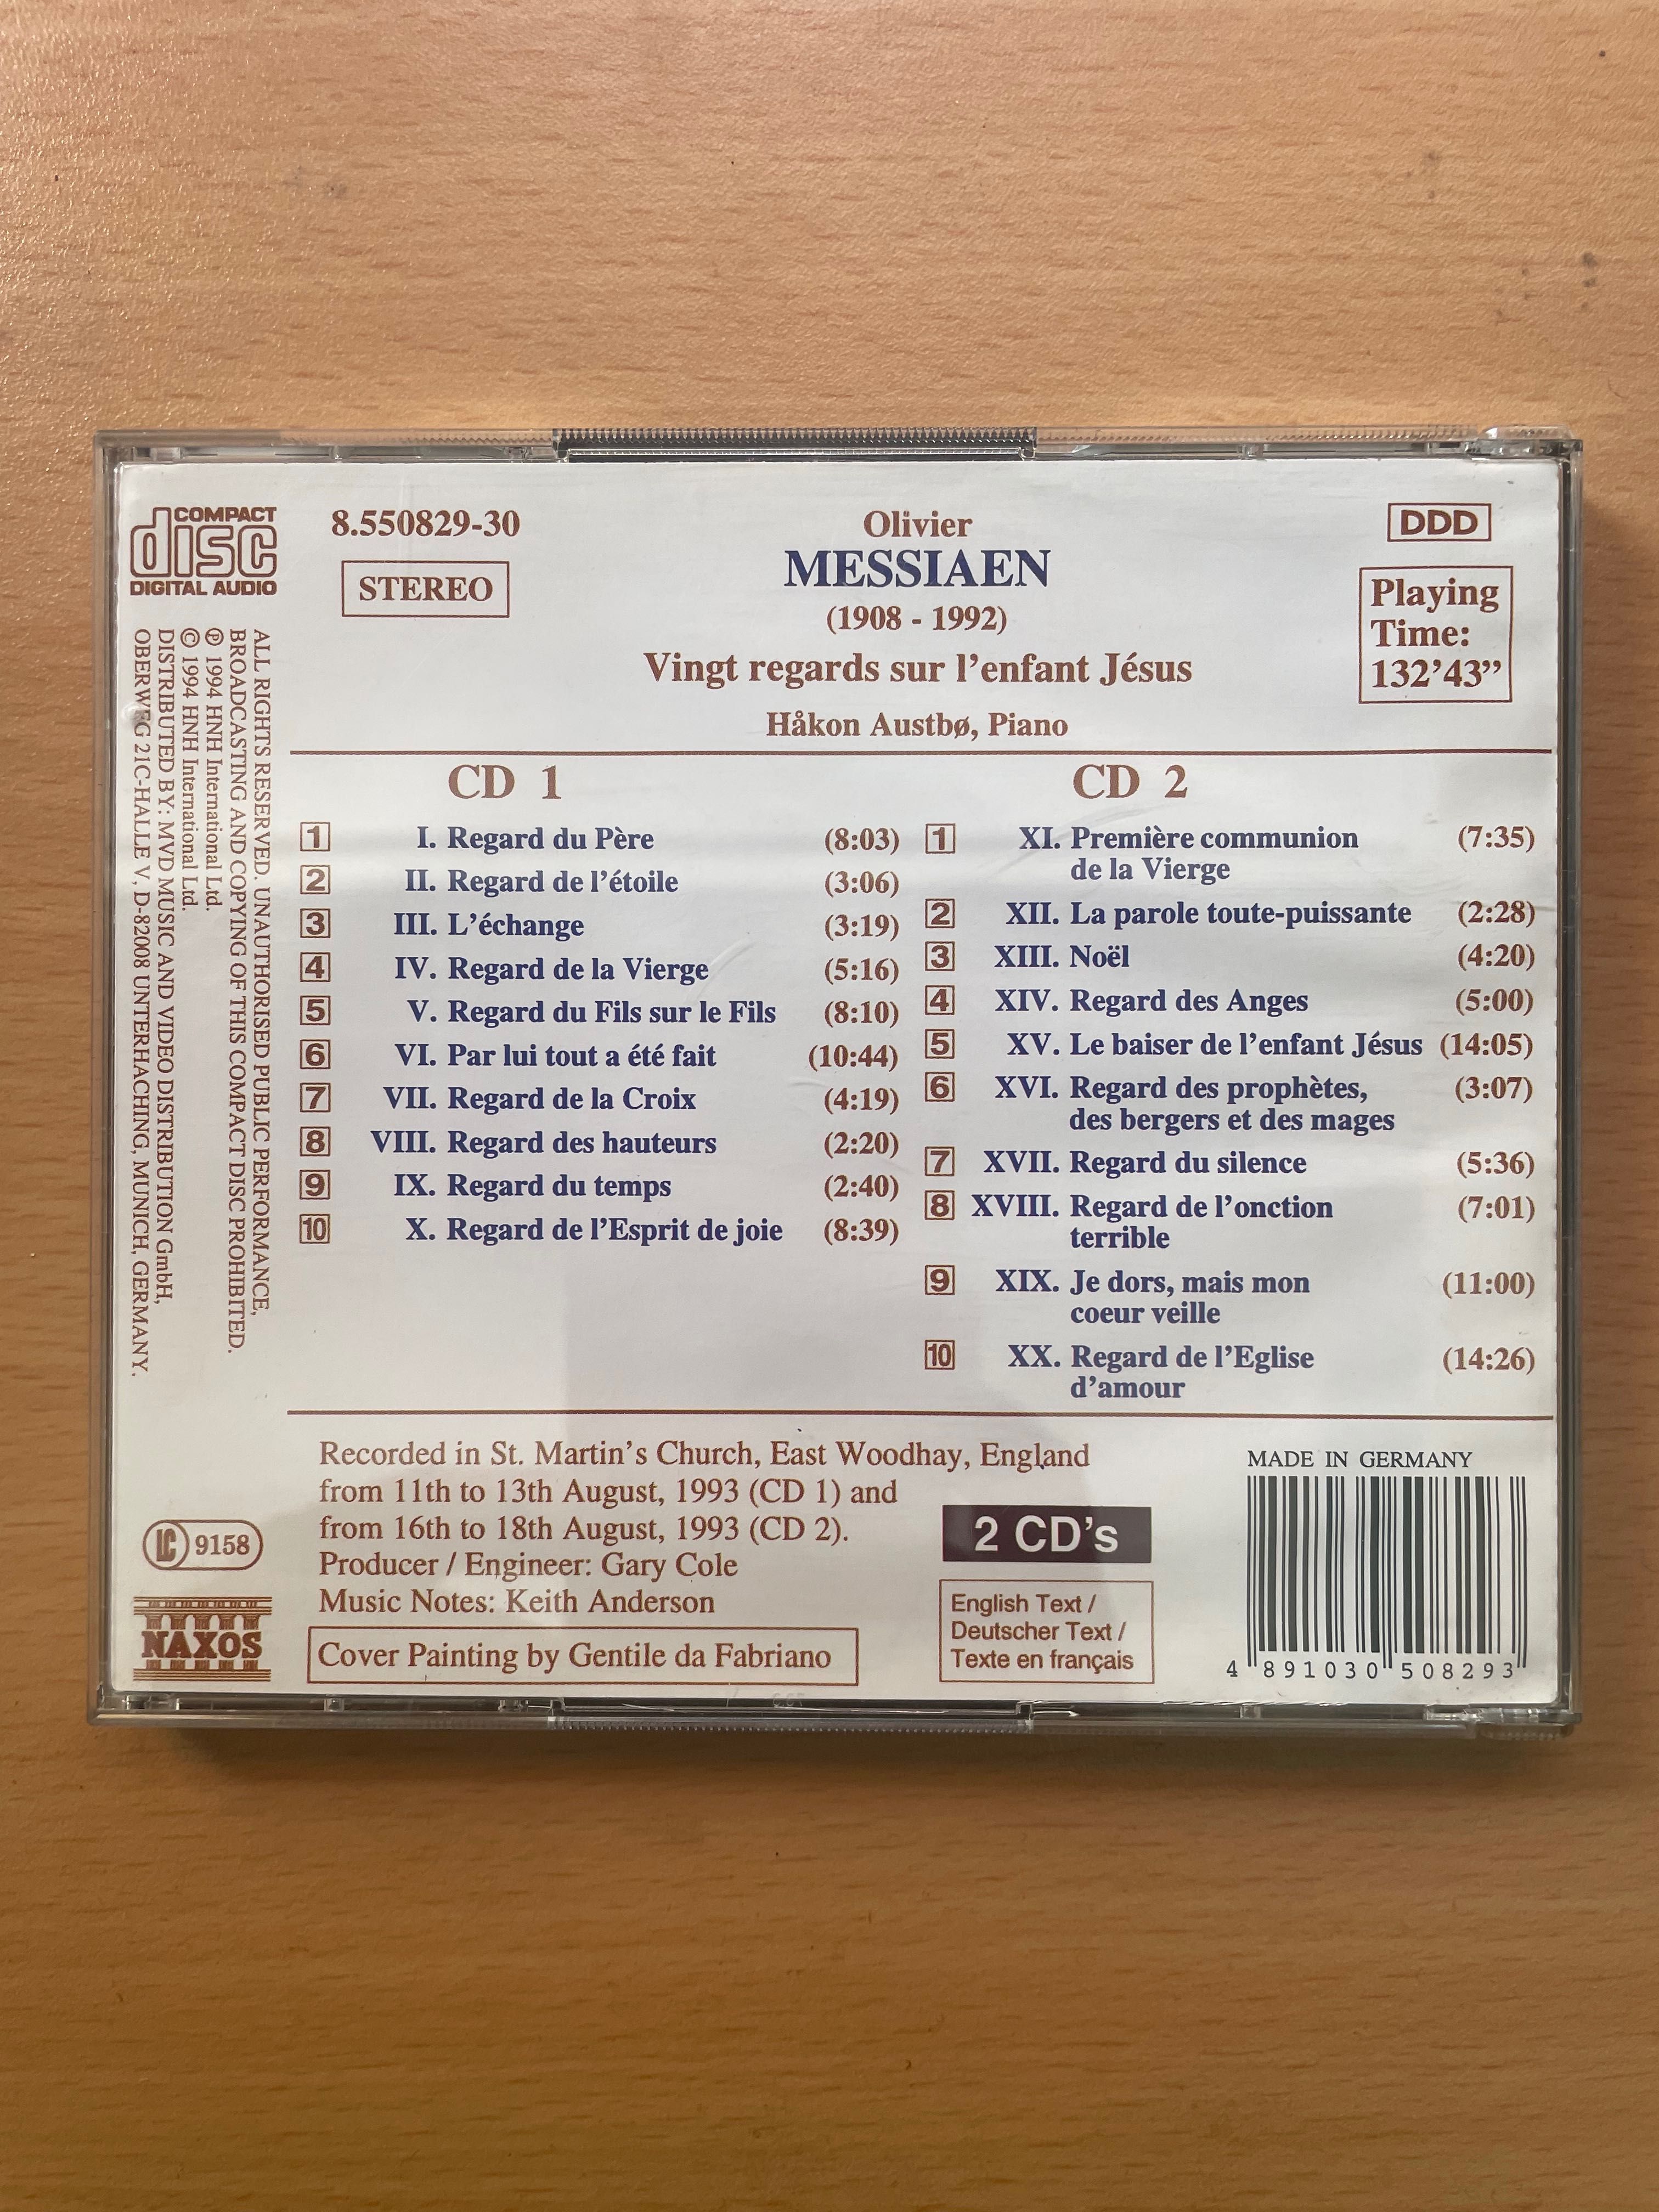 COMPACT
disc
DIGITAL AUDIO
8.550829-30
STEREO
Olivier
MESSIAEN
(1908 - 1992)
Vingt regards sur l’enfant Jésus
Håkon Austbø, Piano
DDD
Playing
Time:
132’43”
ALL RIGHTS RESERVED. UNAUTHORISED PUBLIC PERFORMANCE,
BROADCASTING AND COPYING OF THIS COMPACT DISC PROHIBITED.
℗ 1994 HNH International Ltd.
© 1994 HNH International Ltd.
DISTRIBUTED BY: MVD MUSIC AND VIDEO DISTRIBUTION GmbH,
OBERWEG 21C-HALLE V, D-82008 UNTERHACHING, MUNICH, GERMANY.
CD 1
1 I. Regard du Père (8:03)
2 II. Regard de l’étoile (3:06)
3 III. L’échange (3:19)
4 IV. Regard de la Vierge (5:16)
5 V. Regard du Fils sur le Fils (8:10)
6 VI. Par lui tout a été fait (10:44)
7 VII. Regard de la Croix (4:19)
8 VIII. Regard des hauteurs (2:20)
9 IX. Regard du temps (2:40)
10 X. Regard de l’Esprit de joie (8:39)
CD 2
1 XI. Première communion (7:35)
de la Vierge
2 XII. La parole toute-puissante (2:28)
3 XIII. Noël (4:20)
4 XIV. Regard des Anges (5:00)
5 XV. Le baiser de l’enfant Jésus (14:05)
6 XVI. Regard des prophètes, (3:07)
des bergers et des mages
7 XVII. Regard du silence (5:36)
8 XVIII. Regard de l’onction (7:01)
terrible
9 XIX. Je dors, mais mon (11:00)
coeur veille
10 XX. Regard de l’Eglise (14:26)
d’amour
Recorded in St. Martin’s Church, East Woodhay, England
from 11th to 13th August, 1993 (CD 1) and
from 16th to 18th August, 1993 (CD 2).
Producer / Engineer: Gary Cole
Music Notes: Keith Anderson
Cover Painting by Gentile da Fabriano
LC 9158
NAXOS
2 CD’s
English Text /
Deutscher Text /
Texte en français
MADE IN GERMANY
4 891030 508293